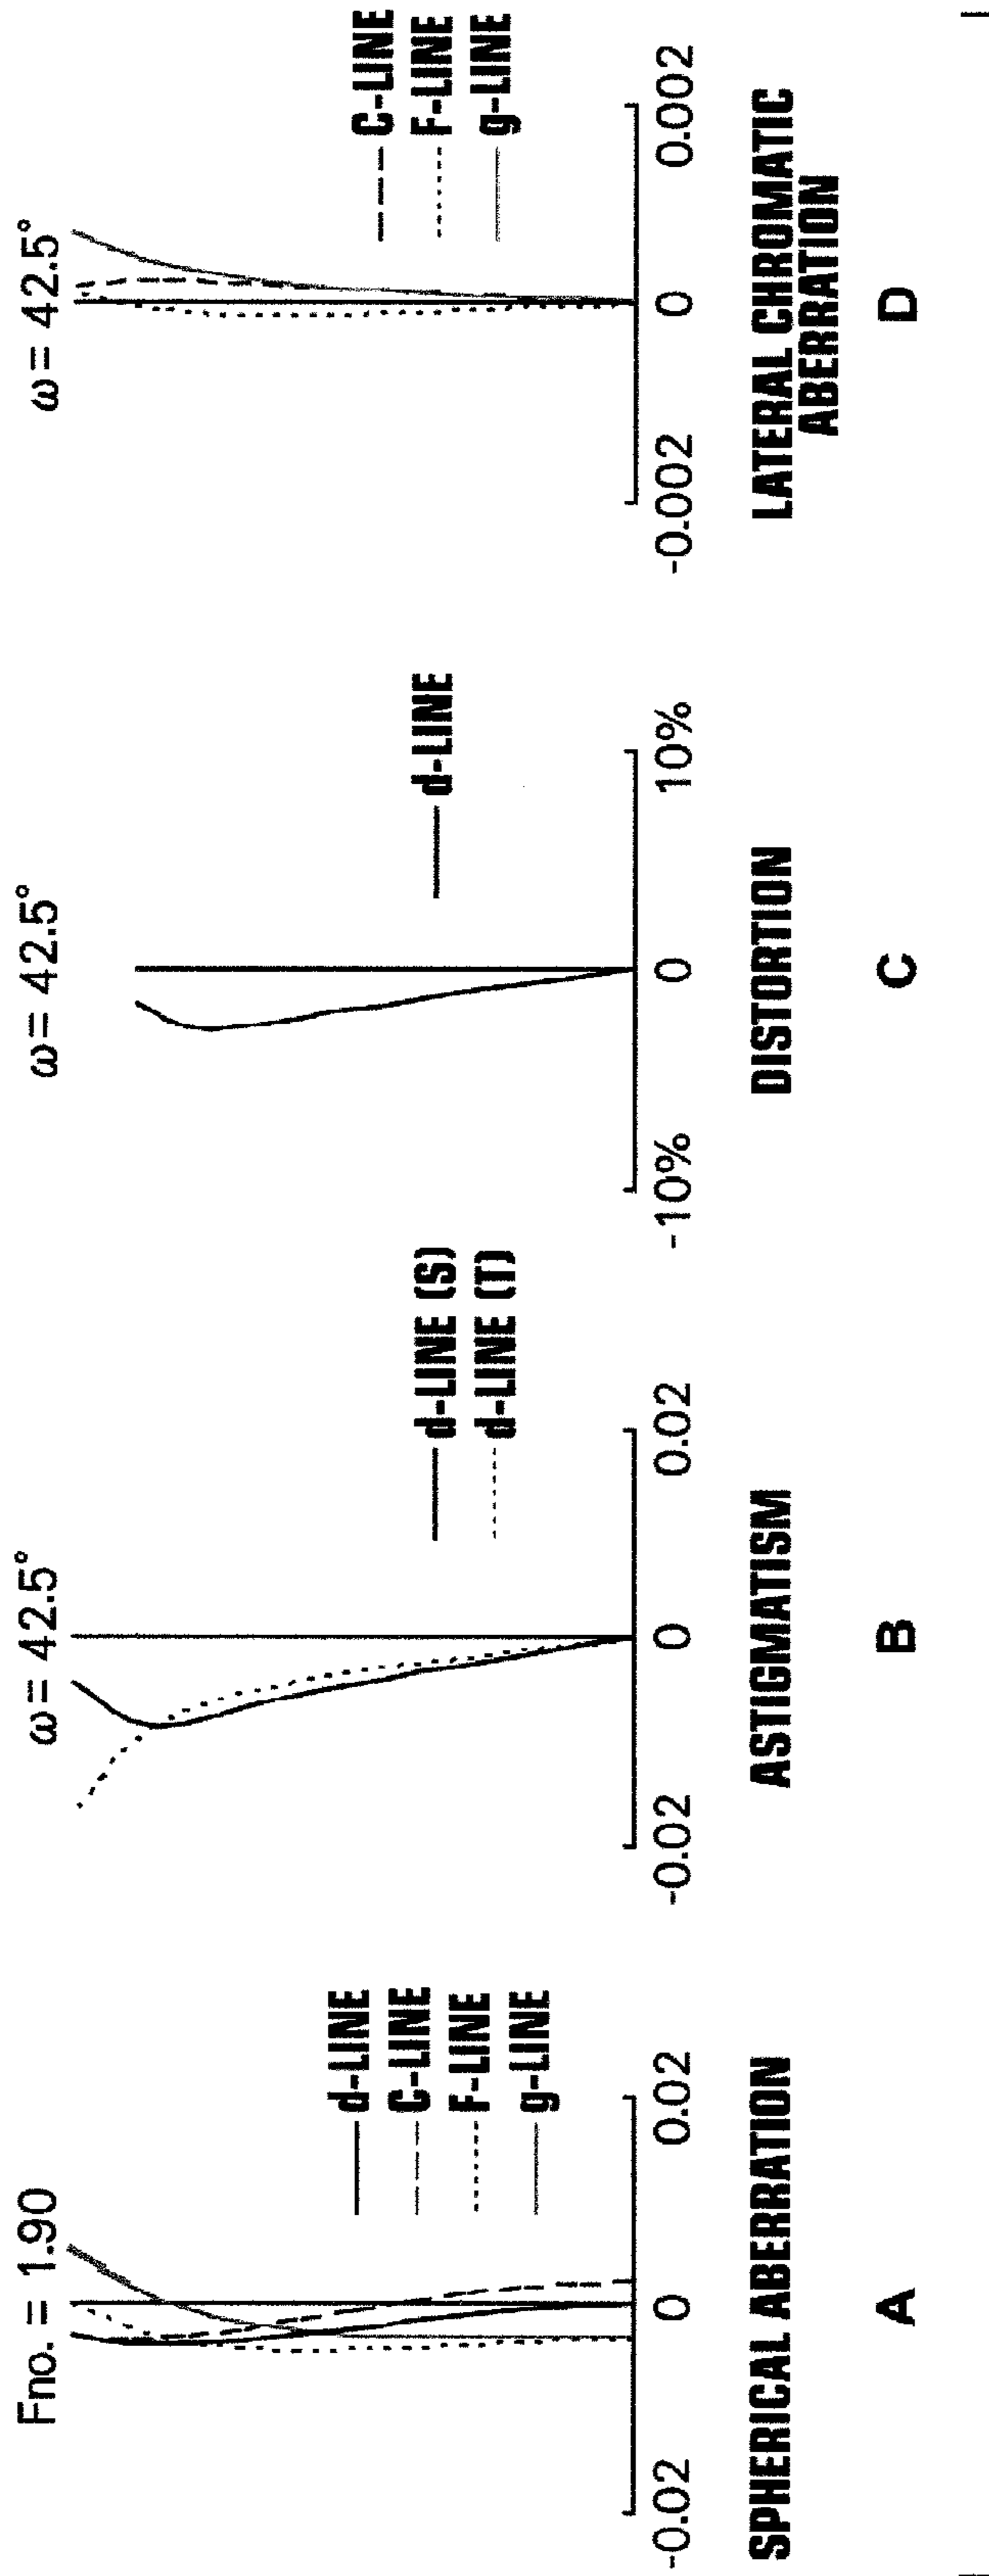 Fno. = 1.90
d-LINE
C-LINE
F-LINE
g-LINE
-0.02
0
0.02
SPHERICAL ABERRATION
A
ω = 42.5°
d-LINE (S)
d-LINE (T)
-0.02
0
0.02
ASTIGMATISM
B
ω = 42.5°
d-LINE
-10%
0
10%
DISTORTION
C
ω = 42.5°
C-LINE
F-LINE
g-LINE
-0.002
0
0.002
LATERAL CHROMATIC
ABERRATION
D